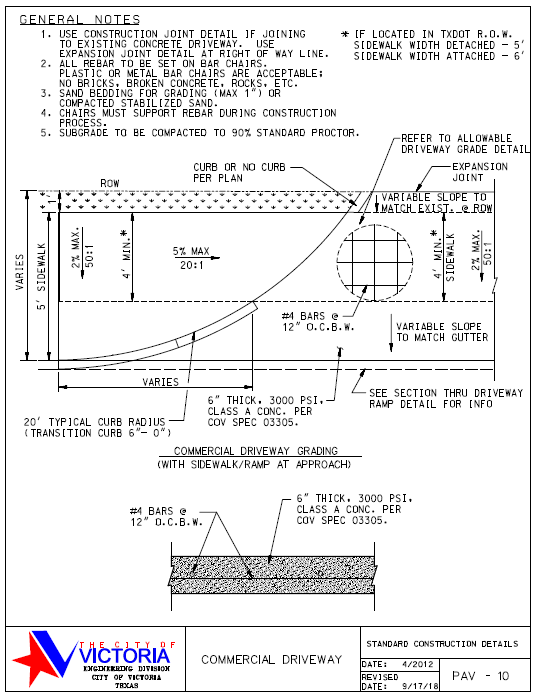 GENERAL NOTES
1. USE CONSTRUCTION JOINT DETAIL IF JOINING
TO EXISTING CONCRETE DRIVEWAY. USE
EXPANSION JOINT DETAIL AT RIGHT OF WAY LINE.
2. ALL REBAR TO BE SET ON BAR CHAIRS.
PLASTIC OR METAL BAR CHAIRS ARE ACCEPTABLE;
NO BRICKS, BROKEN CONCRETE, ROCKS, ETC.
3. SAND BEDDING FOR GRADING (MAX 1") OR
COMPACTED STABILIZED SAND.
4. CHAIRS MUST SUPPORT REBAR DURING CONSTRUCTION
PROCESS.
5. SUBGRADE TO BE COMPACTED TO 90% STANDARD PROCTOR.
* IF LOCATED IN TXDOT R.O.W.
SIDEWALK WIDTH DETACHED - 5'
SIDEWALK WIDTH ATTACHED - 6'
REFER TO ALLOWABLE
DRIVEWAY GRADE DETAIL
CURB OR NO CURB
PER PLAN
EXPANSION
JOINT
ROW
1'
VARIABLE SLOPE TO
MATCH EXIST. @ ROW
VARIES
5' SIDEWALK
2% MAX.
50:1
4' MIN.*
5% MAX
20:1
4' MIN.*
SIDEWALK
2% MAX.
50:1
#4 BARS @
12" O.C.B.W.
VARIABLE SLOPE
TO MATCH GUTTER
VARIES
20' TYPICAL CURB RADIUS
(TRANSITION CURB 6"- 0")
6" THICK, 3000 PSI,
CLASS A CONC. PER
COV SPEC 03305.
SEE SECTION THRU DRIVEWAY
RAMP DETAIL FOR INFO
COMMERCIAL DRIVEWAY GRADING
(WITH SIDEWALK/RAMP AT APPROACH)
#4 BARS @
12" O.C.B.W.
6" THICK, 3000 PSI,
CLASS A CONC. PER
COV SPEC 03305.
THE CITY OF
VICTORIA
ENGINEERING DIVISION
CITY OF VICTORIA
TEXAS
COMMERCIAL DRIVEWAY
STANDARD CONSTRUCTION DETAILS
DATE: 4/2012
REVISED
DATE: 9/17/18
PAV - 10